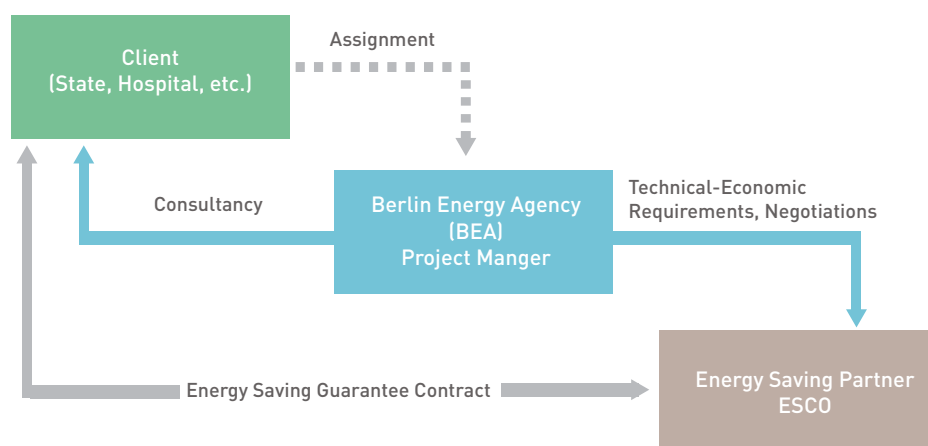 Assignment
Client
(State, Hospital, etc.)
Consultancy
Berlin Energy Agency
(BEA)
Project Manger
Technical-Economic
Requirements, Negotiations
Energy Saving Guarantee Contract
Energy Saving Partner
ESCO